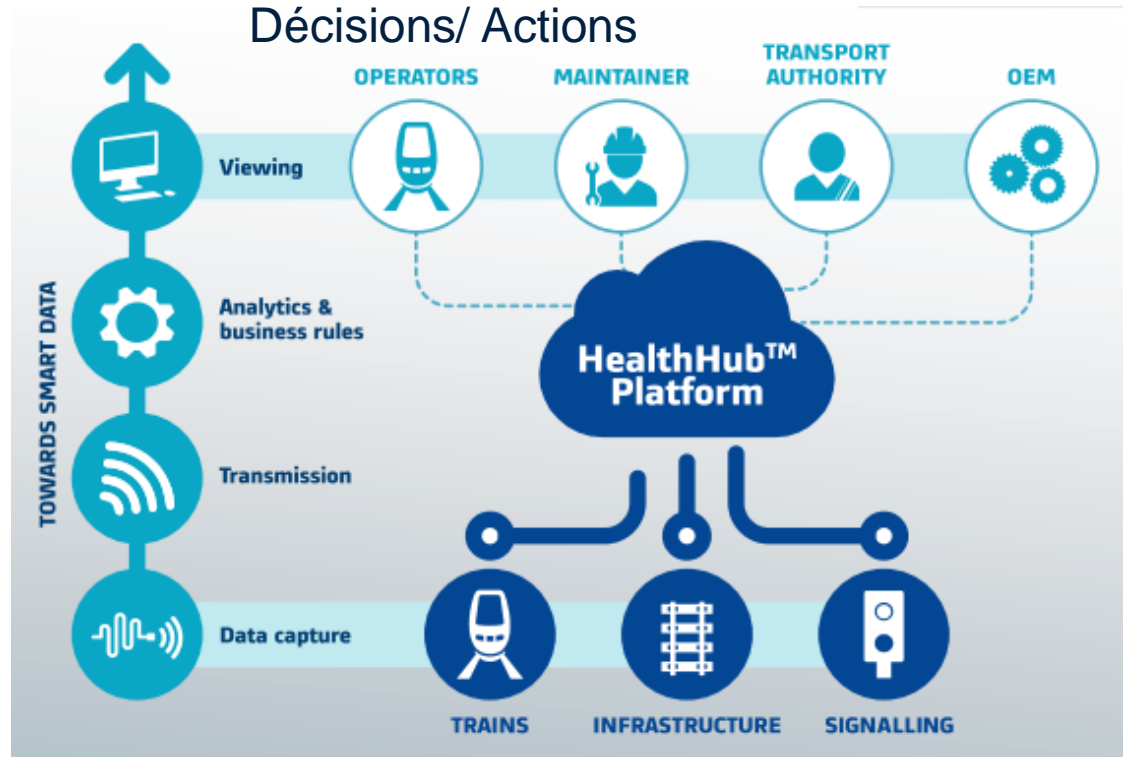 Décisions/ Actions
OPERATORS
MAINTAINER
TRANSPORT
AUTHORITY
OEM
Viewing
Analytics &
business rules
HealthHub™
Platform
TOWARDS SMART DATA
Transmission
Data capture
TRAINS
INFRASTRUCTURE
SIGNALLING